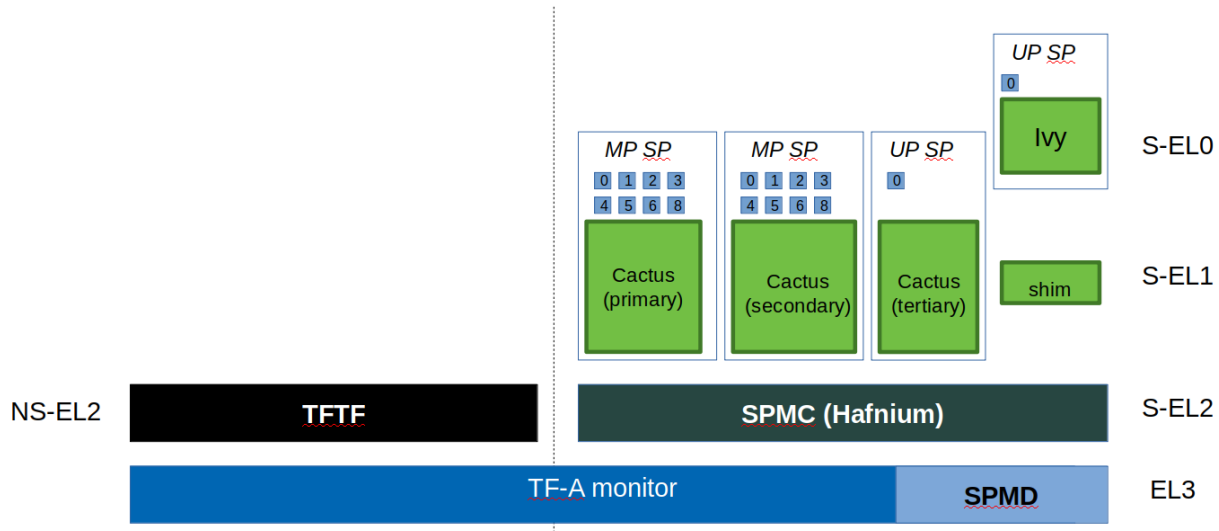 UP SP
0
Ivy
S-EL0
MP SP
0 1 2 3
4 5 6 8
MP SP
0 1 2 3
4 5 6 8
UP SP
0
Cactus
(primary)
Cactus
(secondary)
Cactus
(tertiary)
shim
S-EL1
NS-EL2
TFTF
SPMC (Hafnium)
S-EL2
TF-A monitor
SPMD
EL3